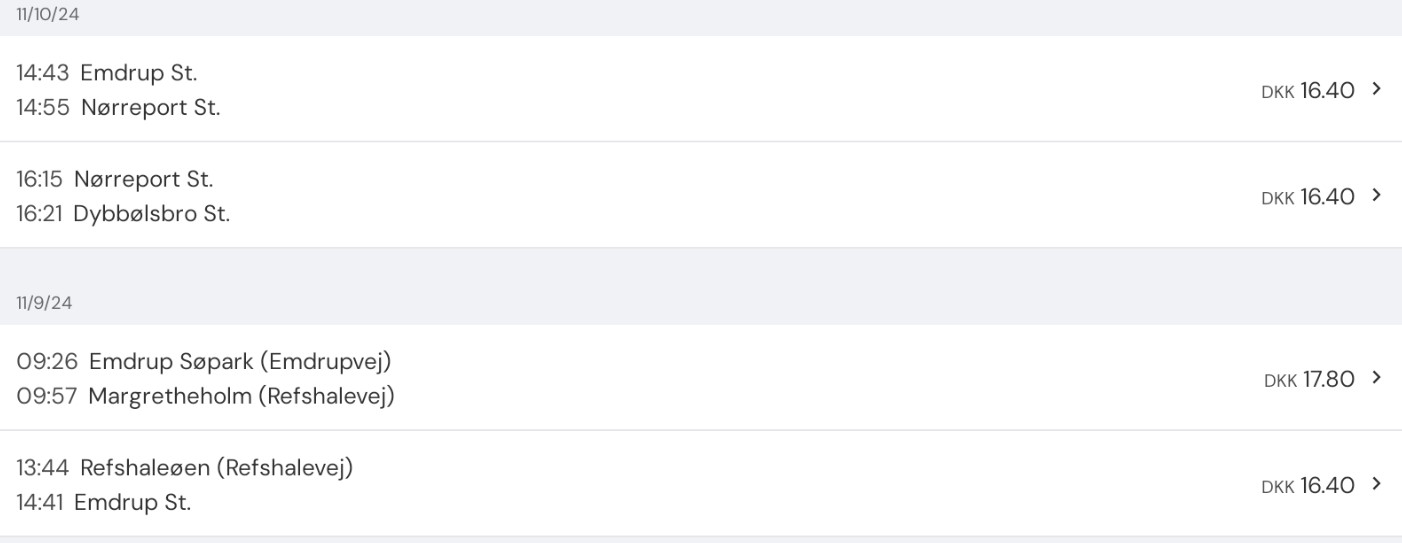 11/10/24
14:43 Emdrup St.
14:55 Nørreport St.
DKK 16.40
16:15 Nørreport St.
16:21 Dybbølsbro St.
DKK 16.40
11/9/24
09:26 Emdrup Søpark (Emdrupvej)
09:57 Margretheholm (Refshalevej)
DKK 17.80
13:44 Refshaleøen (Refshalevej)
14:41 Emdrup St.
DKK 16.40